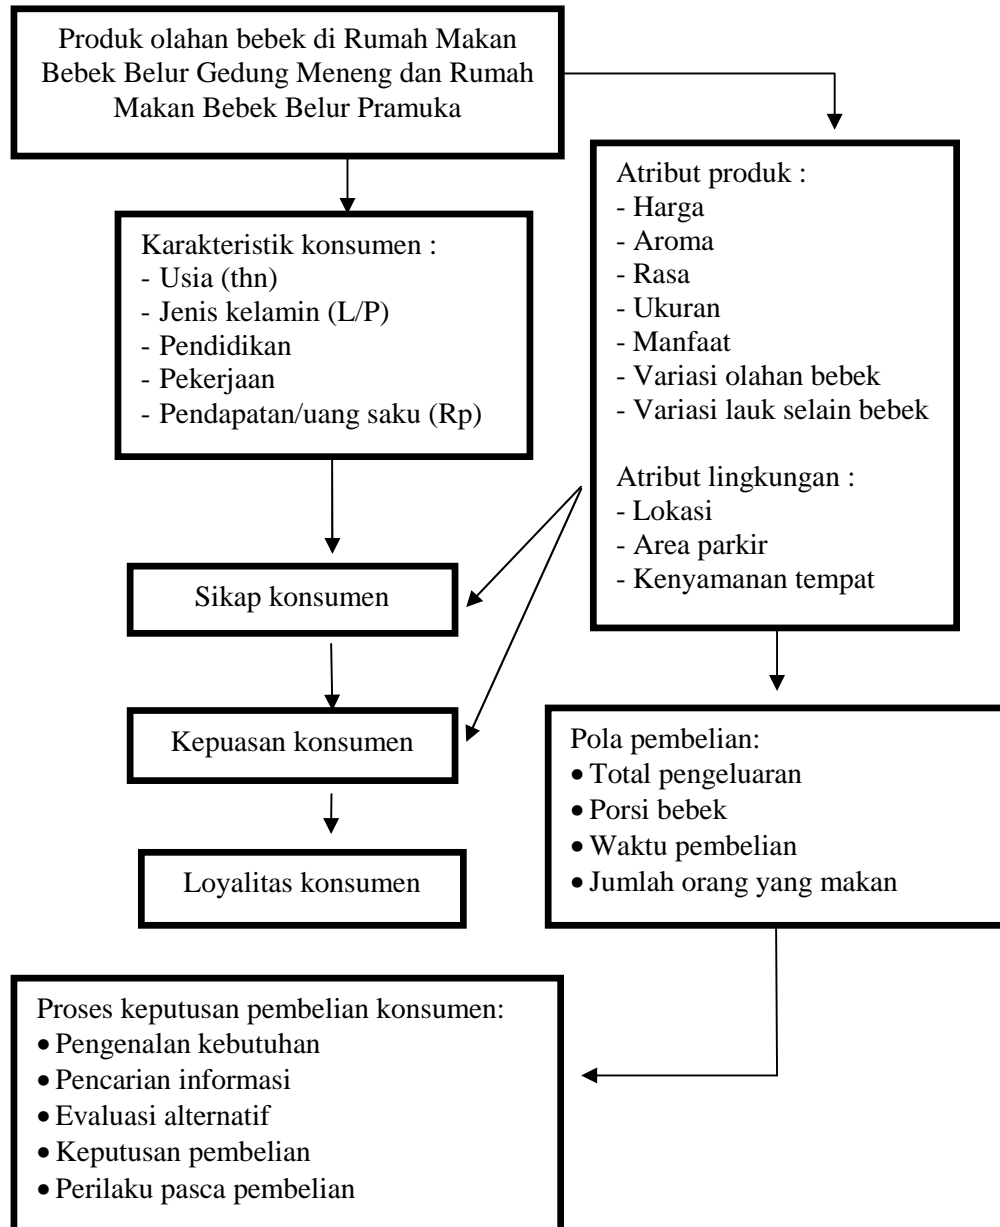 Produk olahan bebek di Rumah Makan
Bebek Belur Gedung Meneng dan Rumah
Makan Bebek Belur Pramuka
Karakteristik konsumen :
- Usia (thn)
- Jenis kelamin (L/P)
- Pendidikan
- Pekerjaan
- Pendapatan/uang saku (Rp)
Atribut produk :
- Harga
- Aroma
- Rasa
- Ukuran
- Manfaat
- Variasi olahan bebek
- Variasi lauk selain bebek
Atribut lingkungan :
- Lokasi
- Area parkir
- Kenyamanan tempat
Sikap konsumen
Kepuasan konsumen
Loyalitas konsumen
Pola pembelian:
• Total pengeluaran
• Porsi bebek
• Waktu pembelian
• Jumlah orang yang makan
Proses keputusan pembelian konsumen:
• Pengenalan kebutuhan
• Pencarian informasi
• Evaluasi alternatif
• Keputusan pembelian
• Perilaku pasca pembelian